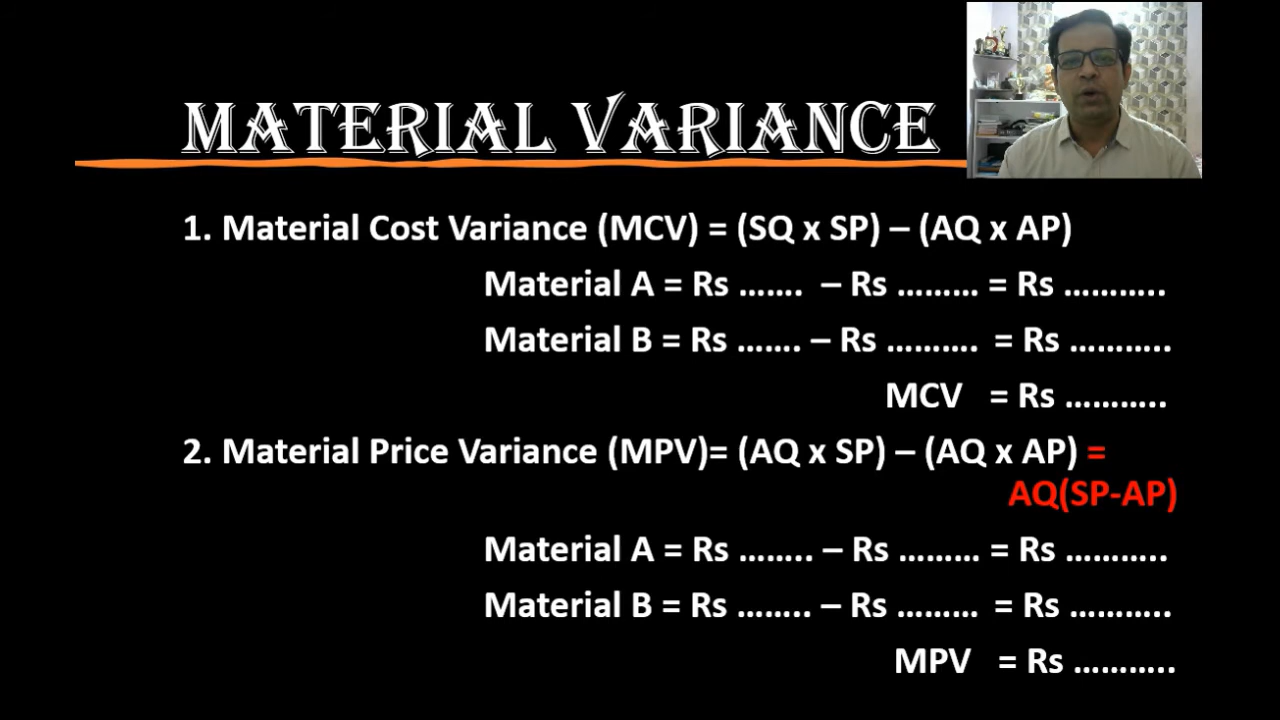 MATERIAL VARIANCE
1. Material Cost Variance (MCV) = (SQ x SP) – (AQ x AP)
Material A = Rs ……. – Rs ……… = Rs ………..
Material B = Rs ……. – Rs ………. = Rs ………..
MCV = Rs ………..
2. Material Price Variance (MPV)= (AQ x SP) – (AQ x AP) =
AQ(SP-AP)
Material A = Rs …….. – Rs ……… = Rs ………..
Material B = Rs …….. – Rs ……… = Rs ………..
MPV = Rs ………..